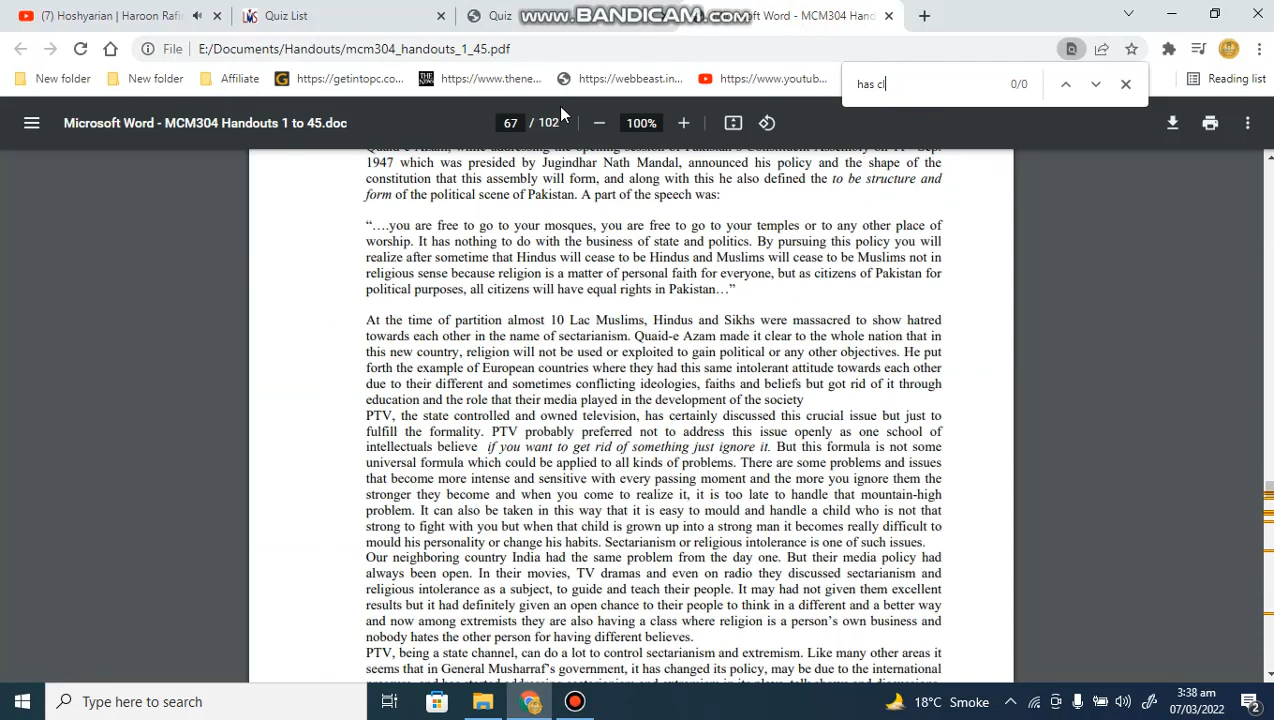 Hoshyarian | Haroon Rafi
Quiz List
Quiz
www.BANDICAM.com
Microsoft Word - MCM304 Han
File
E:/Documents/Handouts/mcm304_handouts_1_45.pdf
New folder
New folder
Affiliate
https://getintopc.co...
https://www.thene...
https://webbeast.in...
https://www.youtub...
Reading list
has cl
0/0
Microsoft Word - MCM304 Handouts 1 to 45.doc
67 / 102
100%
1947 which was presided by Jugindhar Nath Mandal, announced his policy and the shape of the
constitution that this assembly will form, and along with this he also defined the to be structure and
form of the political scene of Pakistan. A part of the speech was:
“….you are free to go to your mosques, you are free to go to your temples or to any other place of
worship. It has nothing to do with the business of state and politics. By pursuing this policy you will
realize after sometime that Hindus will cease to be Hindus and Muslims will cease to be Muslims not in
religious sense because religion is a matter of personal faith for everyone, but as citizens of Pakistan for
political purposes, all citizens will have equal rights in Pakistan…”
At the time of partition almost 10 Lac Muslims, Hindus and Sikhs were massacred to show hatred
towards each other in the name of sectarianism. Quaid-e Azam made it clear to the whole nation that in
this new country, religion will not be used or exploited to gain political or any other objectives. He put
forth the example of European countries where they had this same intolerant attitude towards each other
due to their different and sometimes conflicting ideologies, faiths and beliefs but got rid of it through
education and the role that their media played in the development of the society
PTV, the state controlled and owned television, has certainly discussed this crucial issue but just to
fulfill the formality. PTV probably preferred not to address this issue openly as one school of
intellectuals believe if you want to get rid of something just ignore it. But this formula is not some
universal formula which could be applied to all kinds of problems. There are some problems and issues
that become more intense and sensitive with every passing moment and the more you ignore them the
stronger they become and when you come to realize it, it is too late to handle that mountain-high
problem. It can also be taken in this way that it is easy to mould and handle a child who is not that
strong to fight with you but when that child is grown up into a strong man it becomes really difficult to
mould his personality or change his habits. Sectarianism or religious intolerance is one of such issues.
Our neighboring country India had the same problem from the day one. But their media policy had
always been open. In their movies, TV dramas and even on radio they discussed sectarianism and
religious intolerance as a subject, to guide and teach their people. It may had not given them excellent
results but it had definitely given an open chance to their people to think in a different and a better way
and now among extremists they are also having a class where religion is a person’s own business and
nobody hates the other person for having different believes.
PTV, being a state channel, can do a lot to control sectarianism and extremism. Like many other areas it
seems that in General Musharraf’s government, it has changed its policy, may be due to the international
Type here to search
18°C Smoke
3:38 am
07/03/2022
2